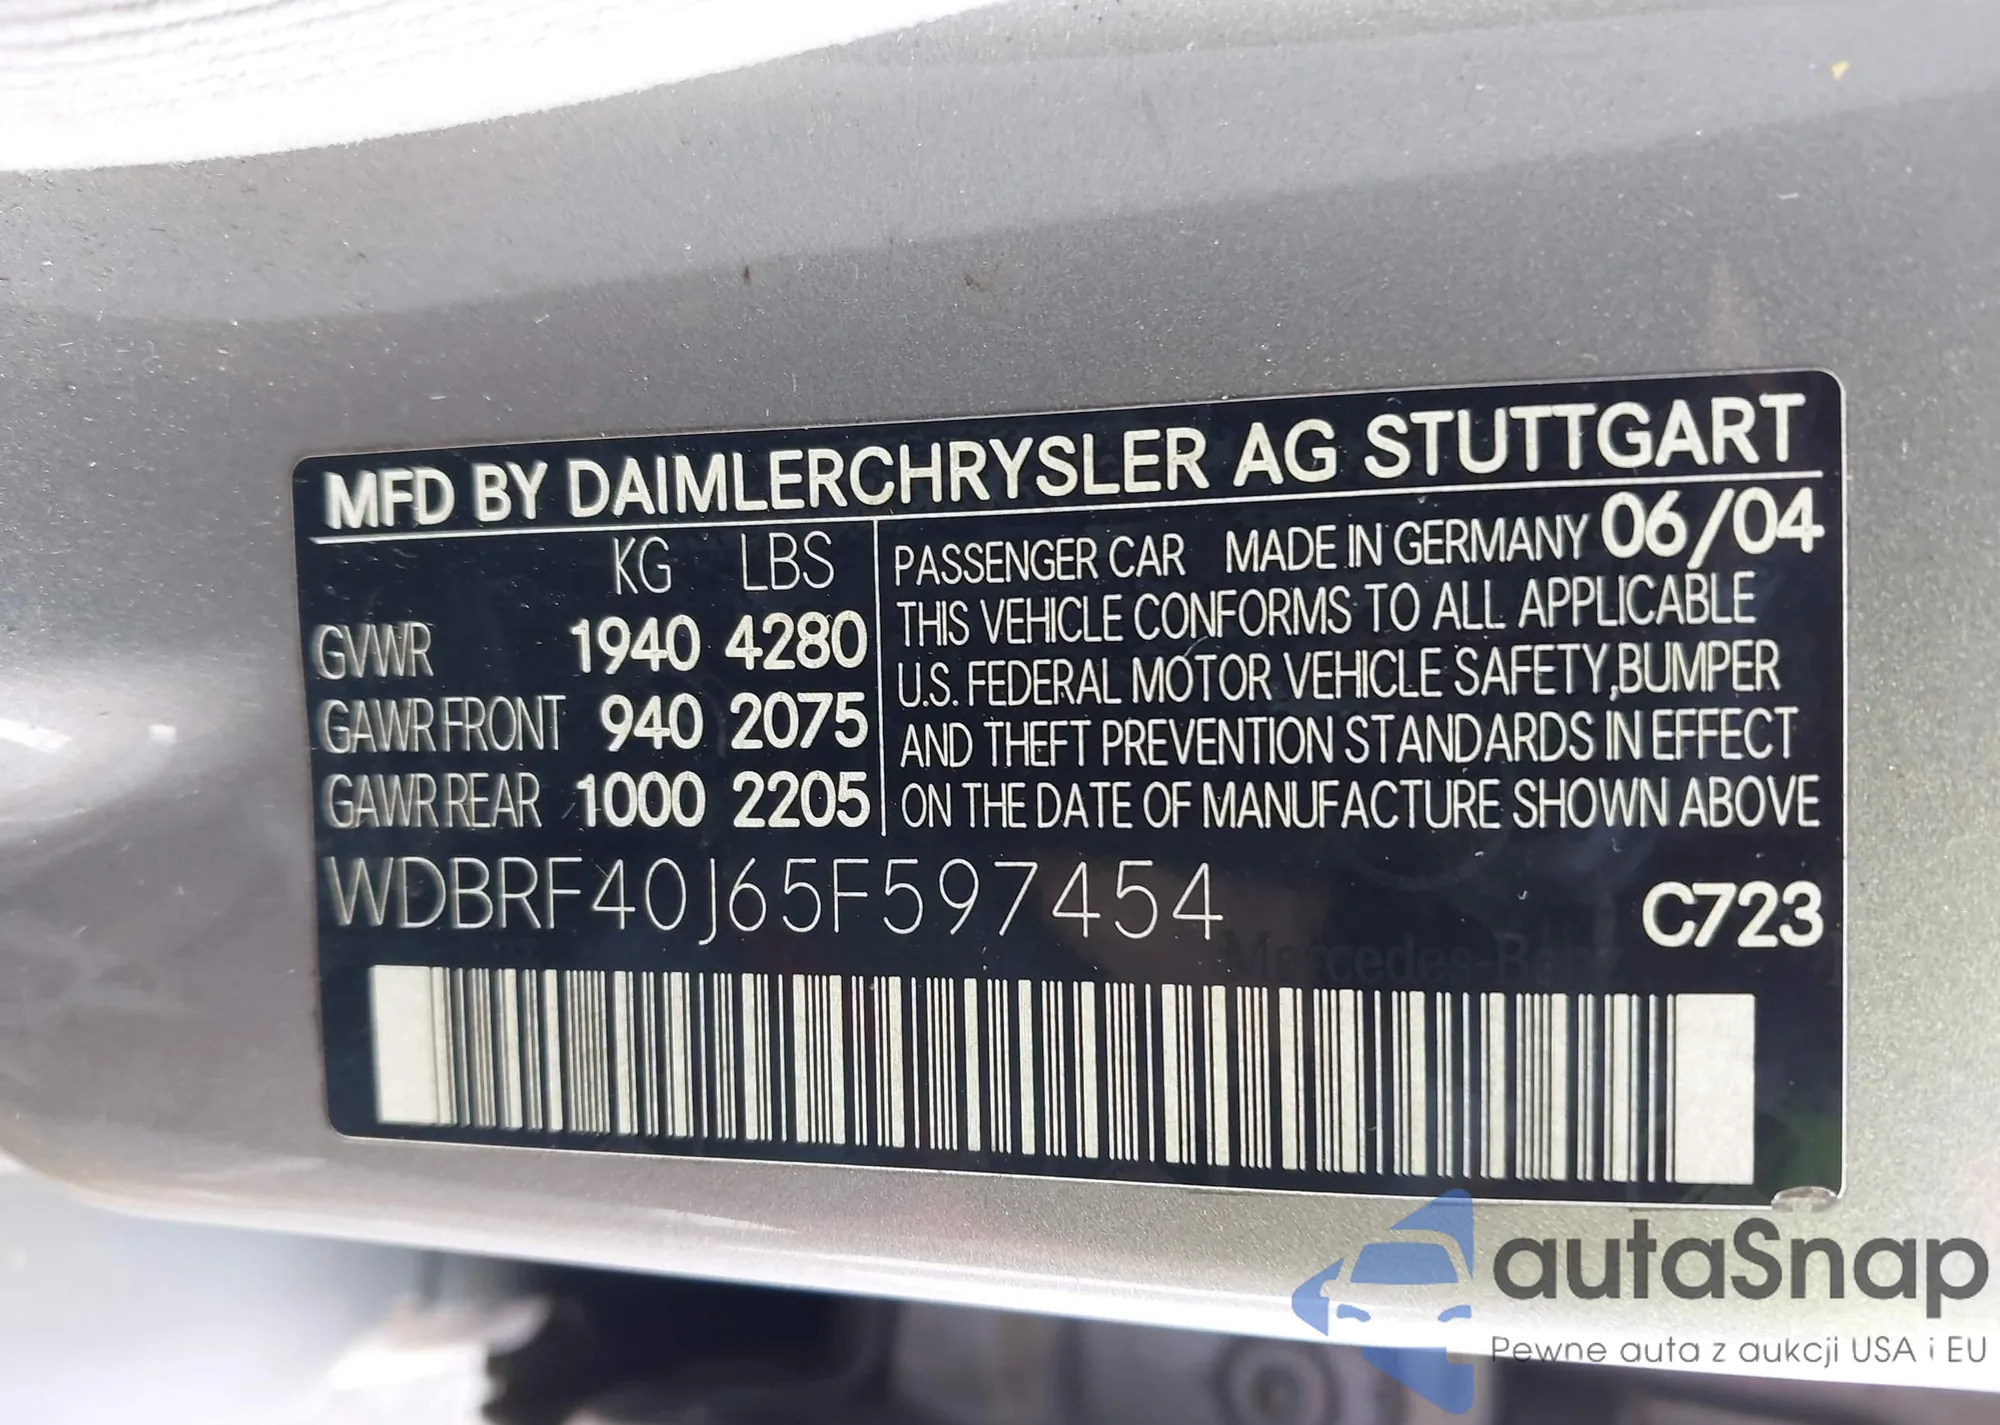 MFD BY DAIMLERCHRYSLER AG STUTTGART
KG LBS
GVWR 1940 4280
GAWR FRONT 940 2075
GAWR REAR 1000 2205
PASSENGER CAR MADE IN GERMANY 06/04
THIS VEHICLE CONFORMS TO ALL APPLICABLE
U.S. FEDERAL MOTOR VEHICLE SAFETY,BUMPER
AND THEFT PREVENTION STANDARDS IN EFFECT
ON THE DATE OF MANUFACTURE SHOWN ABOVE
WDBRF40J65F597454
C723
Mercedes-Benz
autaSnap
Pewne auta z aukcji USA i EU